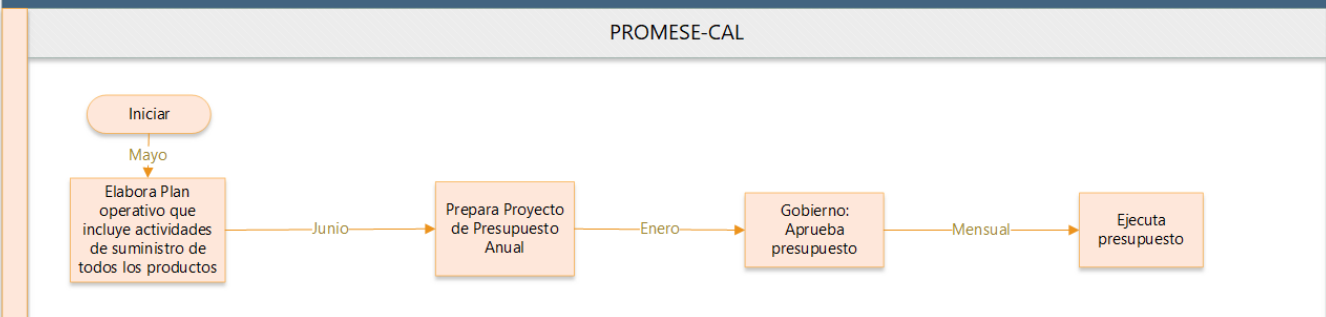 PROMESE-CAL
Iniciar
Mayo
Elabora Plan
operativo que
incluye actividades
de suministro de
todos los productos
Junio
Prepara Proyecto
de Presupuesto
Anual
Enero
Gobierno:
Aprueba
presupuesto
Mensual
Ejecuta
presupuesto